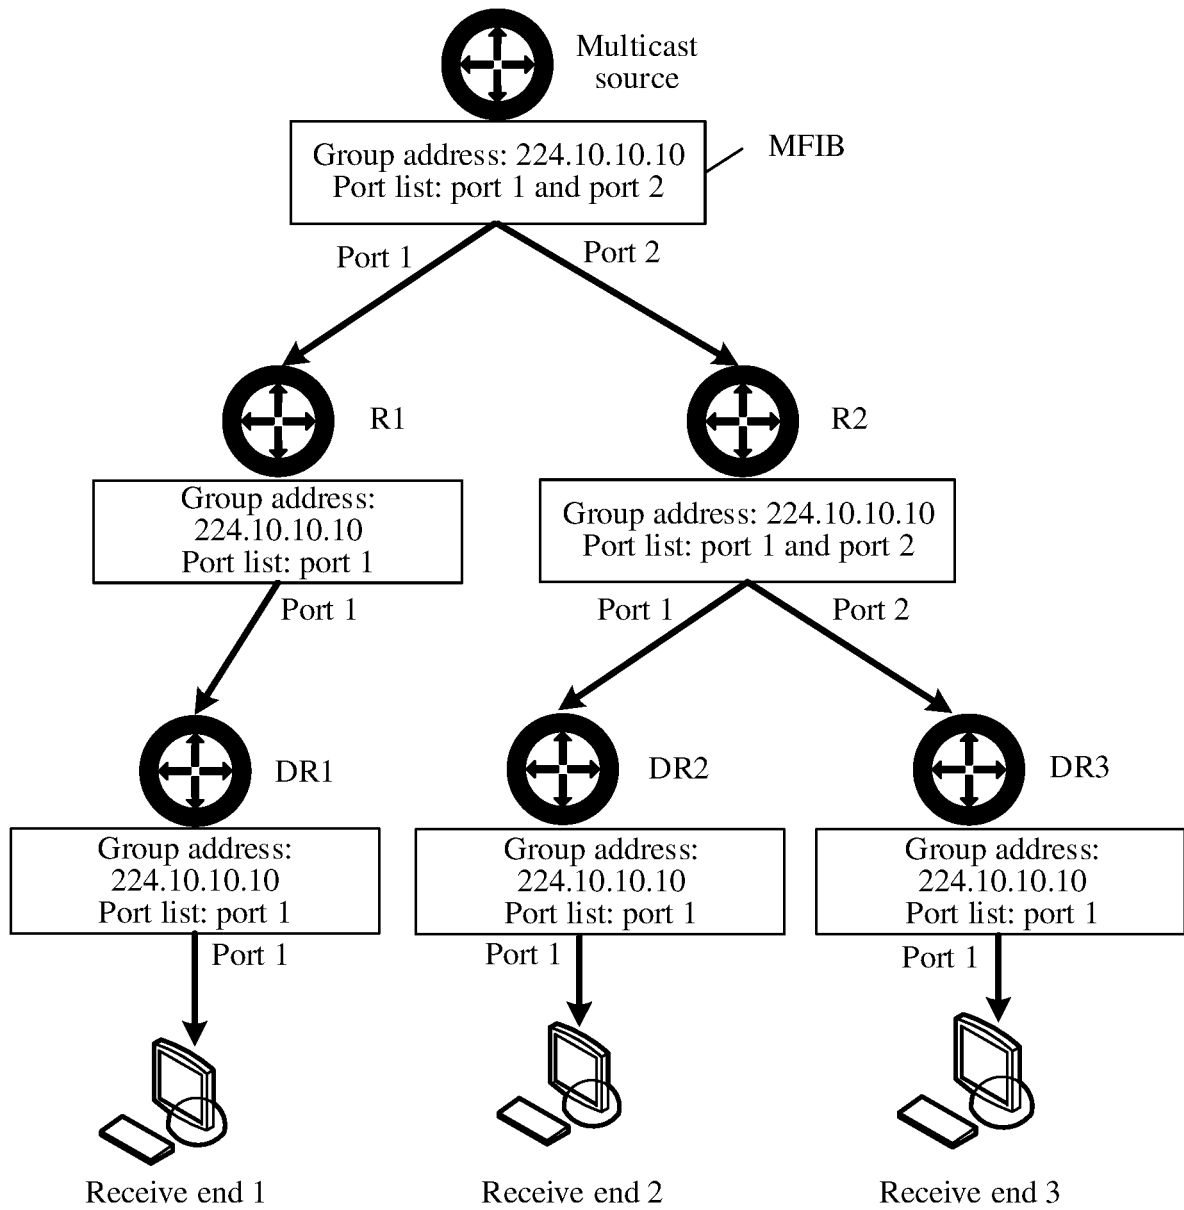 Multicast
source
Group address: 224.10.10.10
Port list: port 1 and port 2
MFIB
Port 1
Port 2
R1
R2
Group address:
224.10.10.10
Port list: port 1
Group address: 224.10.10.10
Port list: port 1 and port 2
Port 1
Port 1
Port 2
DR1
DR2
DR3
Group address:
224.10.10.10
Port list: port 1
Group address:
224.10.10.10
Port list: port 1
Group address:
224.10.10.10
Port list: port 1
Port 1
Port 1
Port 1
Receive end 1
Receive end 2
Receive end 3